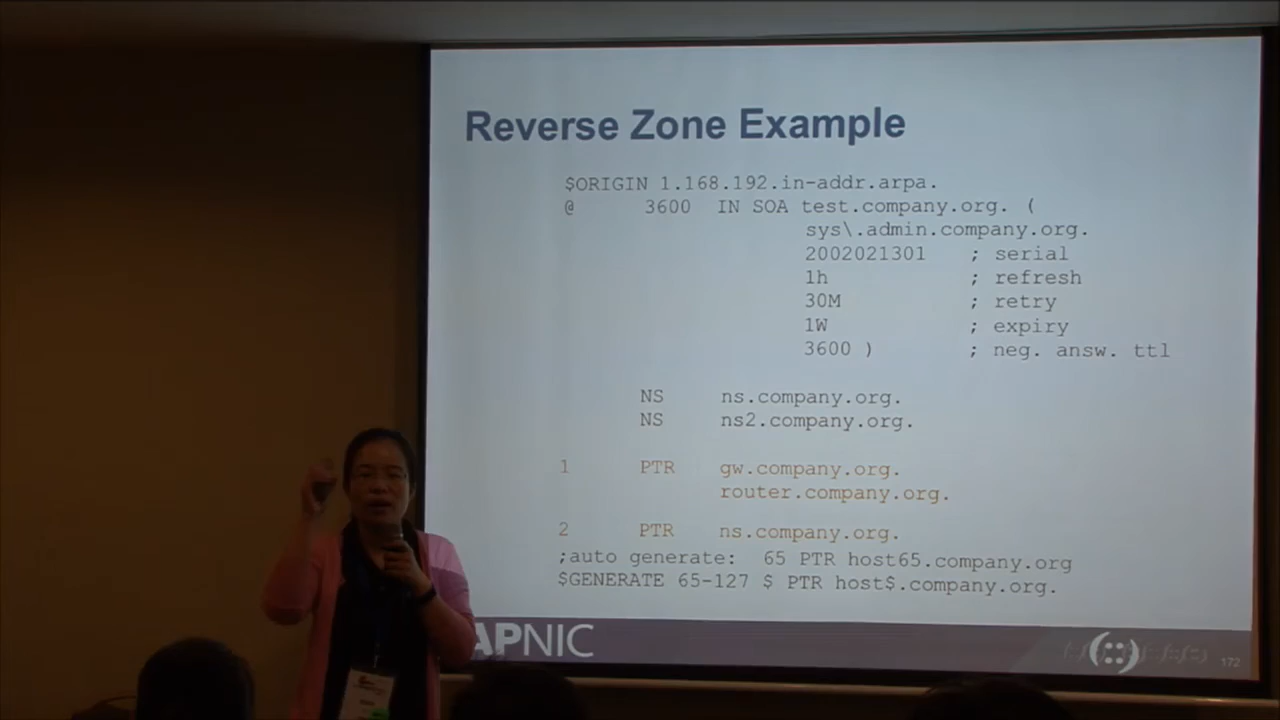 Reverse Zone Example
$ORIGIN 1.168.192.in-addr.arpa.
@ 3600 IN SOA test.company.org. (
sys\.admin.company.org.
2002021301 ; serial
1h ; refresh
30M ; retry
1W ; expiry
3600 ) ; neg. answ. ttl
NS ns.company.org.
NS ns2.company.org.
1 PTR gw.company.org.
router.company.org.
2 PTR ns.company.org.
;auto generate: 65 PTR host65.company.org
$GENERATE 65-127 $ PTR host$.company.org.
APNIC
172